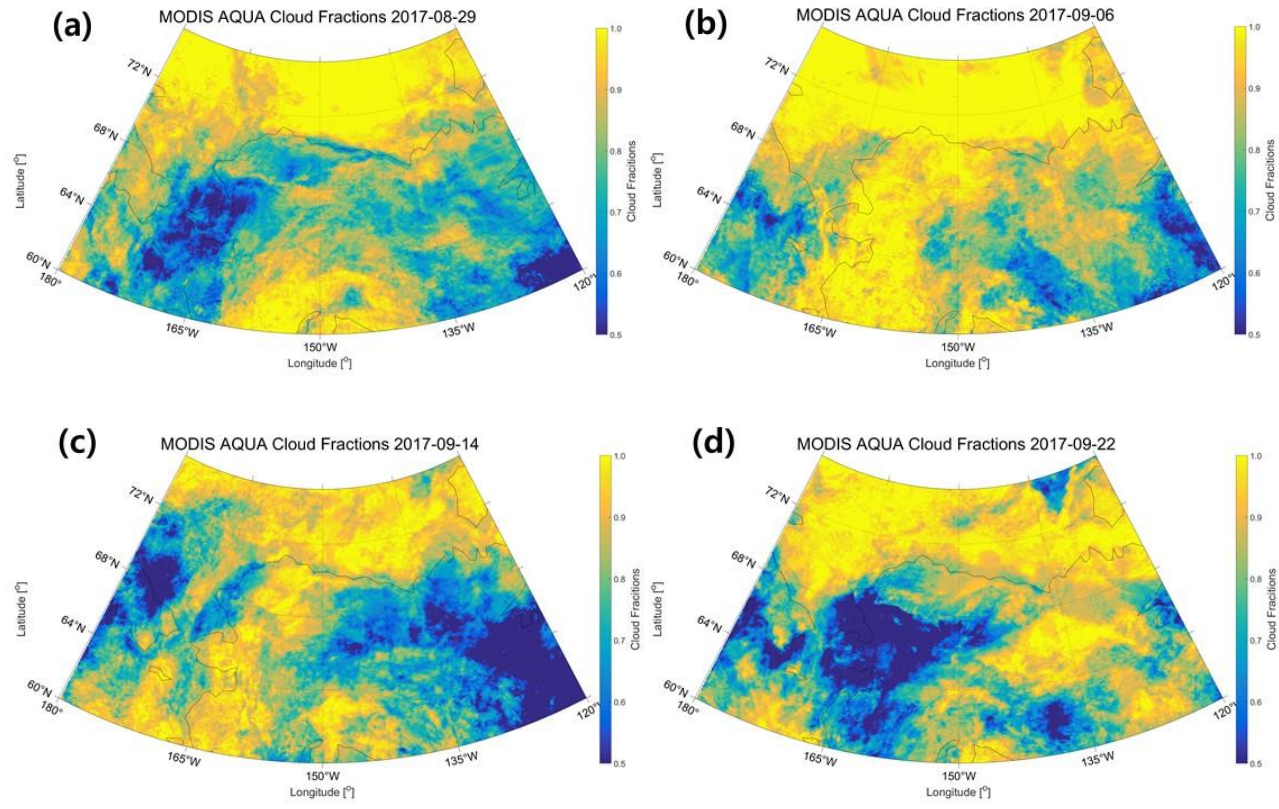 (a)
MODIS AQUA Cloud Fractions 2017-08-29
72°N
68°N
64°N
60°N
180°
165°W
150°W
135°W
120°W
Latitude [o]
Longitude [o]
1.0
0.9
0.8
0.7
0.6
0.5
Cloud Fractions
(b)
MODIS AQUA Cloud Fractions 2017-09-06
72°N
68°N
64°N
60°N
180°
165°W
150°W
135°W
120°W
Latitude [o]
Longitude [o]
1.0
0.9
0.8
0.7
0.6
0.5
Cloud Fractions
(c)
MODIS AQUA Cloud Fractions 2017-09-14
72°N
68°N
64°N
60°N
180°
165°W
150°W
135°W
120°W
Latitude [o]
Longitude [o]
1.0
0.9
0.8
0.7
0.6
0.5
Cloud Fractions
(d)
MODIS AQUA Cloud Fractions 2017-09-22
72°N
68°N
64°N
60°N
180°
165°W
150°W
135°W
120°W
Latitude [o]
Longitude [o]
1.0
0.9
0.8
0.7
0.6
0.5
Cloud Fractions